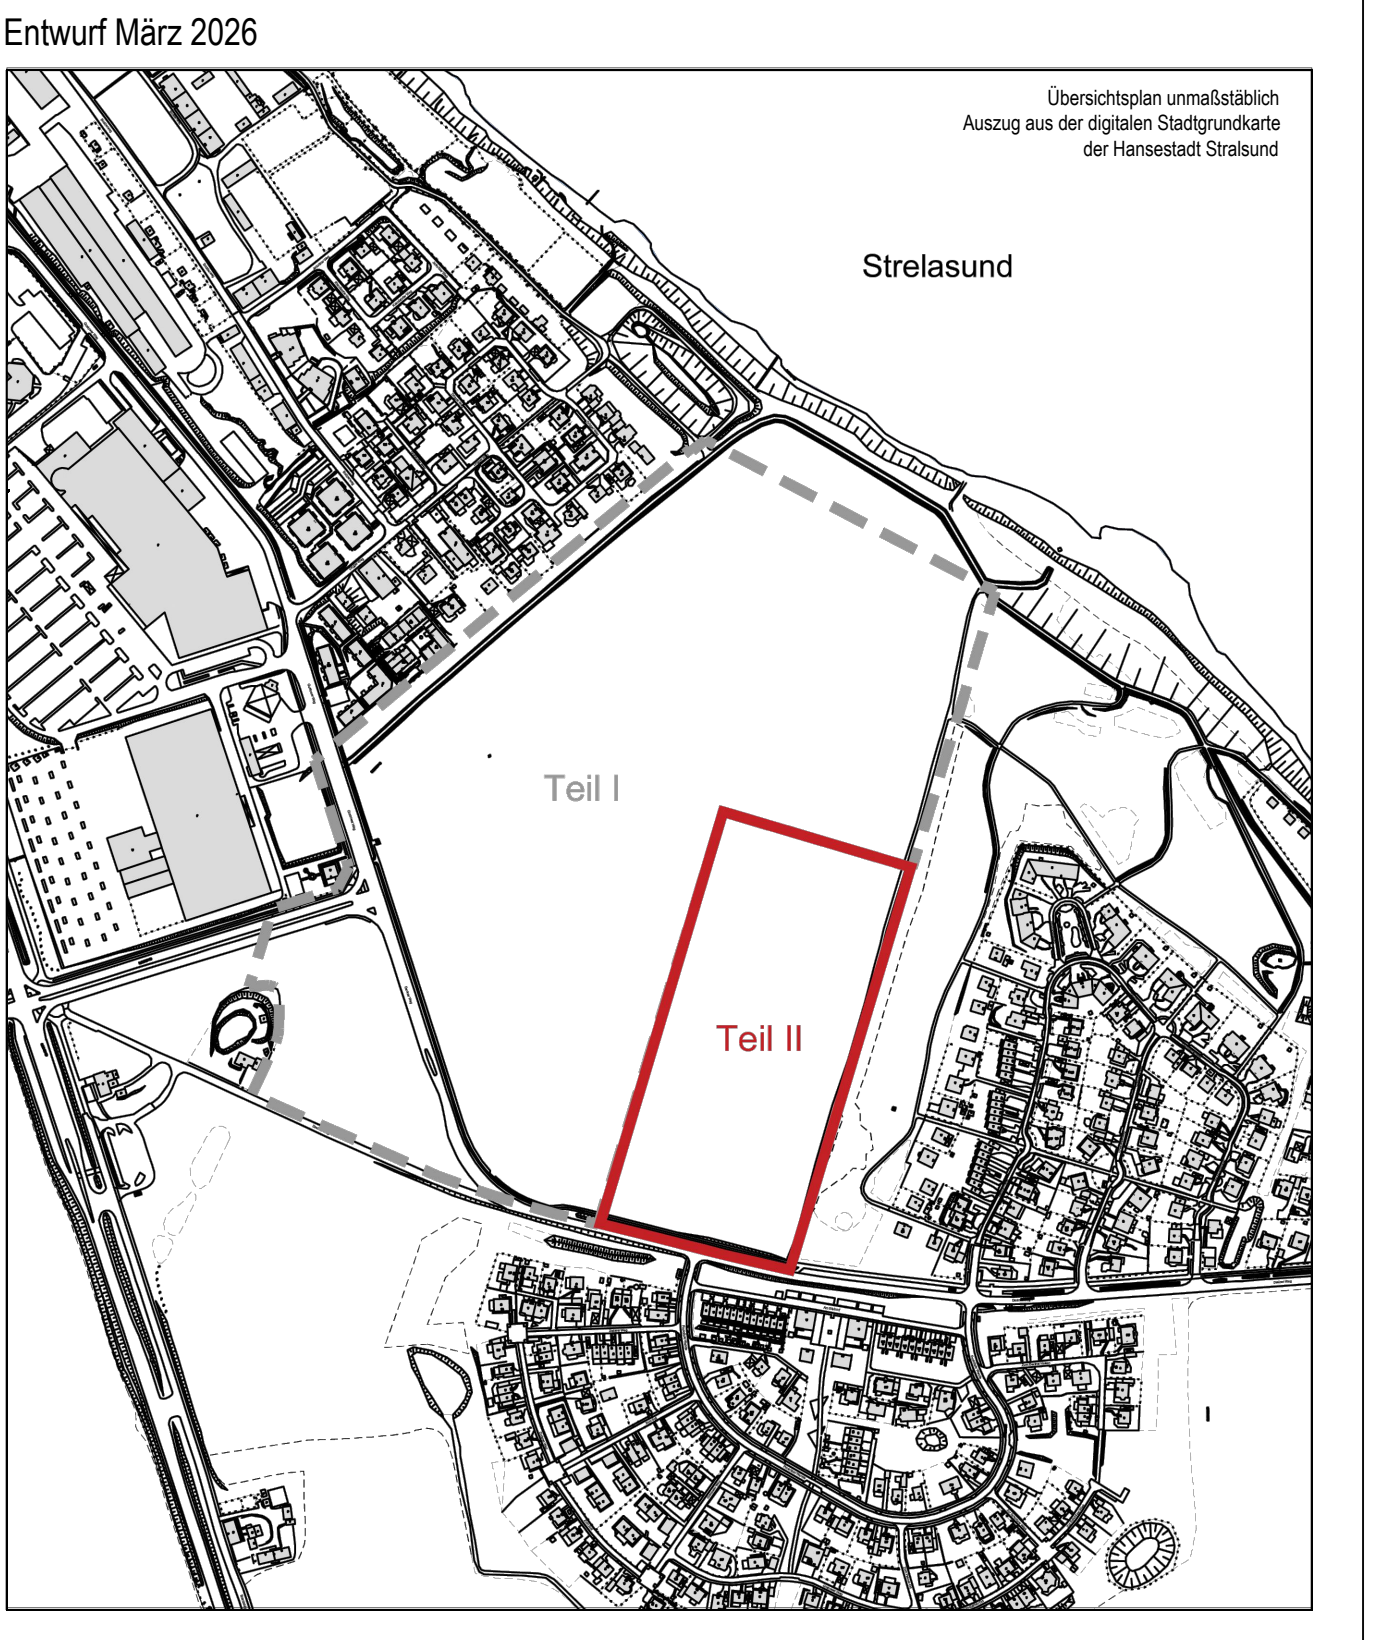 Entwurf März 2026
Übersichtsplan unmaßstäblich
Auszug aus der digitalen Stadtgrundkarte
der Hansestadt Stralsund
Strelasund
Teil I
Teil II